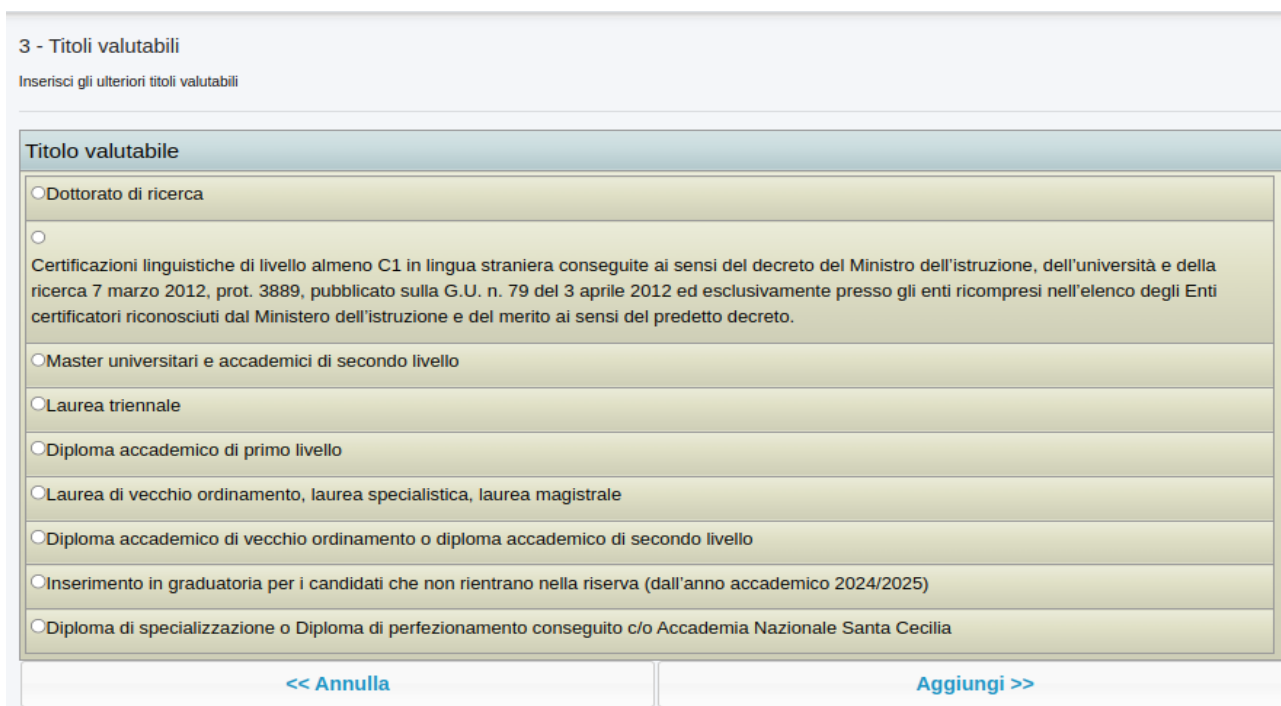 3 - Titoli valutabili
Inserisci gli ulteriori titoli valutabili
Titolo valutabile
Dottorato di ricerca
Certificazioni linguistiche di livello almeno C1 in lingua straniera conseguite ai sensi del decreto del Ministro dell'istruzione, dell'università e della
ricerca 7 marzo 2012, prot. 3889, pubblicato sulla G.U. n. 79 del 3 aprile 2012 ed esclusivamente presso gli enti ricompresi nell'elenco degli Enti
certificatori riconosciuti dal Ministero dell'istruzione e del merito ai sensi del predetto decreto.
Master universitari e accademici di secondo livello
Laurea triennale
Diploma accademico di primo livello
Laurea di vecchio ordinamento, laurea specialistica, laurea magistrale
Diploma accademico di vecchio ordinamento o diploma accademico di secondo livello
Inserimento in graduatoria per i candidati che non rientrano nella riserva (dall'anno accademico 2024/2025)
Diploma di specializzazione o Diploma di perfezionamento conseguito c/o Accademia Nazionale Santa Cecilia
<< Annulla
Aggiungi >>